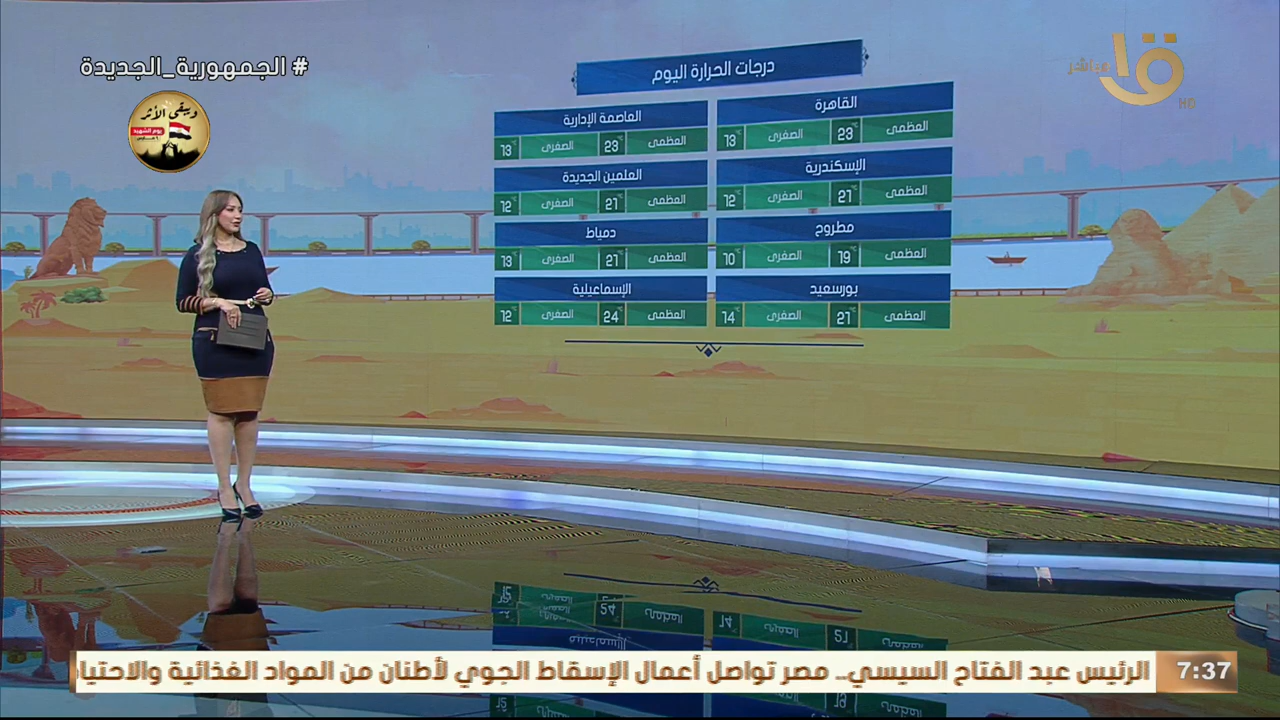 #الجمهورية_الجديدة
ويبقى الأثر
يوم الشهيد
٩ مارس
مباشر
HD
درجات الحرارة اليوم
القاهرة
العظمى 23°C الصغرى 13°C
العاصمة الإدارية
العظمى 23°C الصغرى 13°C
الإسكندرية
العظمى 21°C الصغرى 12°C
العلمين الجديدة
العظمى 21°C الصغرى 12°C
مطروح
العظمى 19°C الصغرى 10°C
دمياط
العظمى 21°C الصغرى 13°C
بورسعيد
العظمى 21°C الصغرى 14°C
الإسماعيلية
العظمى 24°C الصغرى 12°C
7:37 الرئيس عبد الفتاح السيسي.. مصر تواصل أعمال الإسقاط الجوي لأطنان من المواد الغذائية والاحتيا